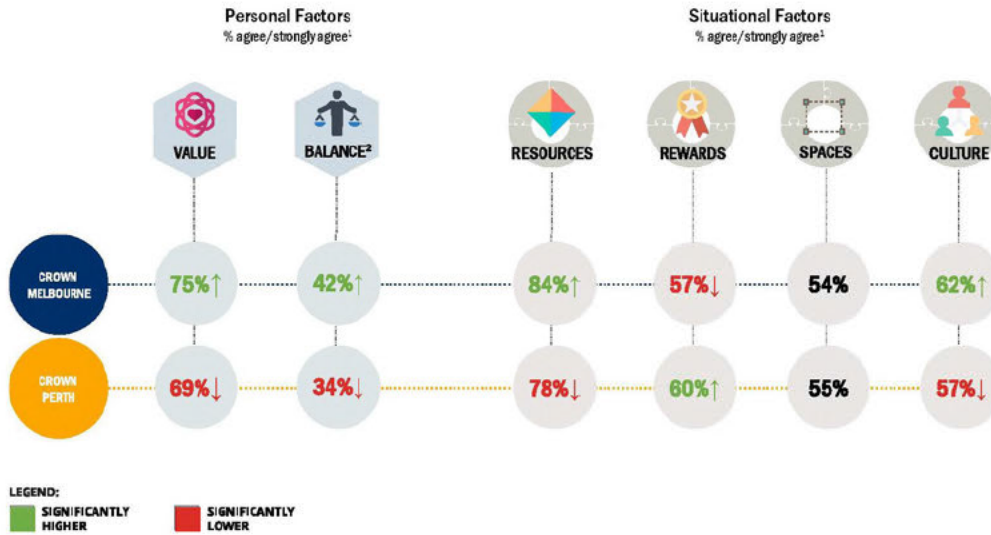 Personal Factors
% agree/strongly agree¹
Situational Factors
% agree/strongly agree¹
VALUE
BALANCE²
RESOURCES
REWARDS
SPACES
CULTURE
CROWN
MELBOURNE
75%↑
42%↑
84%↑
57%↓
54%
62%↑
CROWN
PERTH
69%↓
34%↓
78%↓
60%↑
55%
57%↓
LEGEND:
SIGNIFICANTLY
HIGHER
SIGNIFICANTLY
LOWER